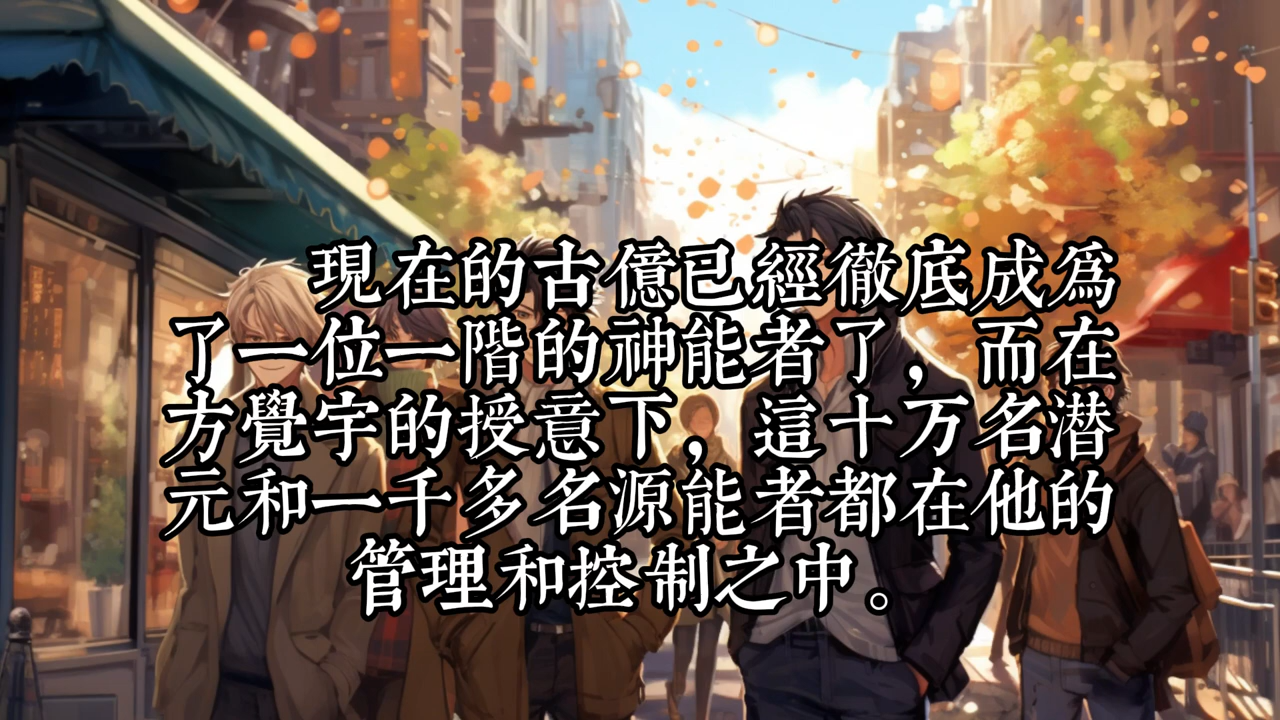 現在的古億已經徹底成爲
了一位一階的神能者了，而在
方覺宇的授意下，這十万名潜
元和一千多名源能者都在他的
管理和控制之中。